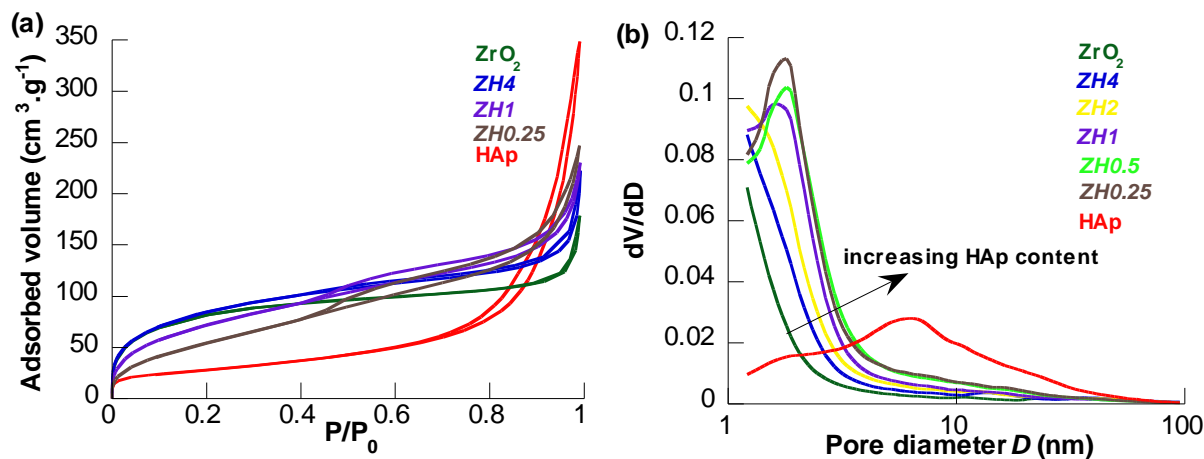 (a)
350
300
250
200
150
100
50
0
Adsorbed volume (cm³.g⁻¹)
ZrO₂
ZH4
ZH1
ZH0.25
HAp
0
0.2
0.4
0.6
0.8
1
P/P₀
(b)
0.12
0.1
0.08
0.06
0.04
0.02
0
dV/dD
ZrO₂
ZH4
ZH2
ZH1
ZH0.5
ZH0.25
HAp
increasing HAp content
1
10
100
Pore diameter D (nm)